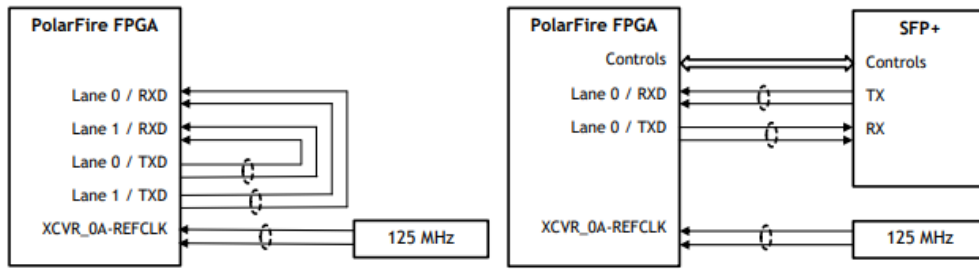 PolarFire FPGA
Lane 0 / RXD
Lane 1 / RXD
Lane 0 / TXD
Lane 1 / TXD
XCVR_0A-REFCLK
125 MHz
PolarFire FPGA
Controls
Lane 0 / RXD
Lane 0 / TXD
XCVR_0A-REFCLK
SFP+
Controls
TX
RX
125 MHz